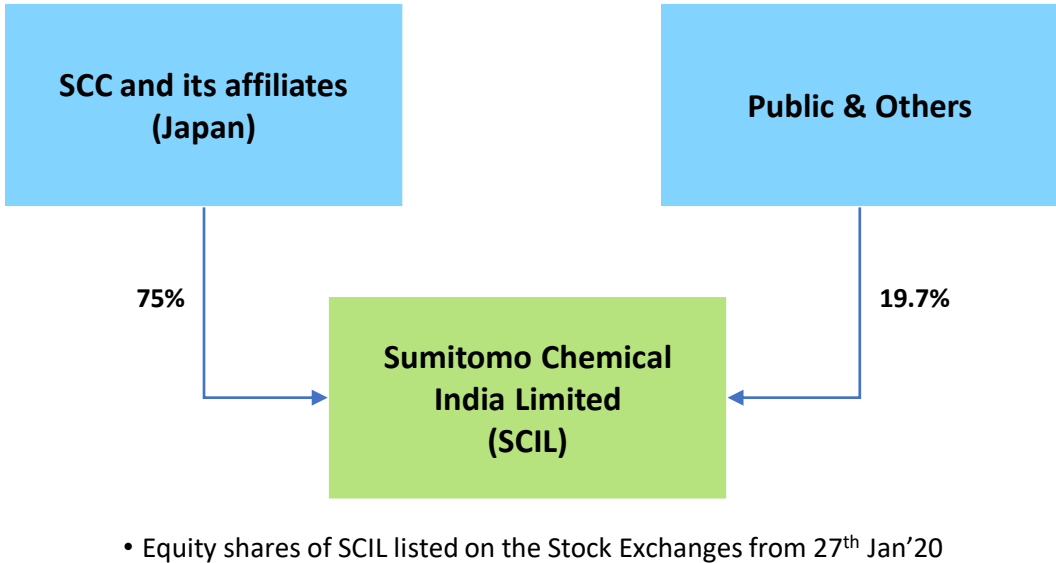 SCC and its affiliates
(Japan)
Public & Others
75%
19.7%
Sumitomo Chemical
India Limited
(SCIL)
• Equity shares of SCIL listed on the Stock Exchanges from 27th Jan'20